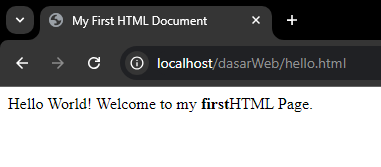 My First HTML Document
localhost/dasarWeb/hello.html
Hello World! Welcome to my firstHTML Page.